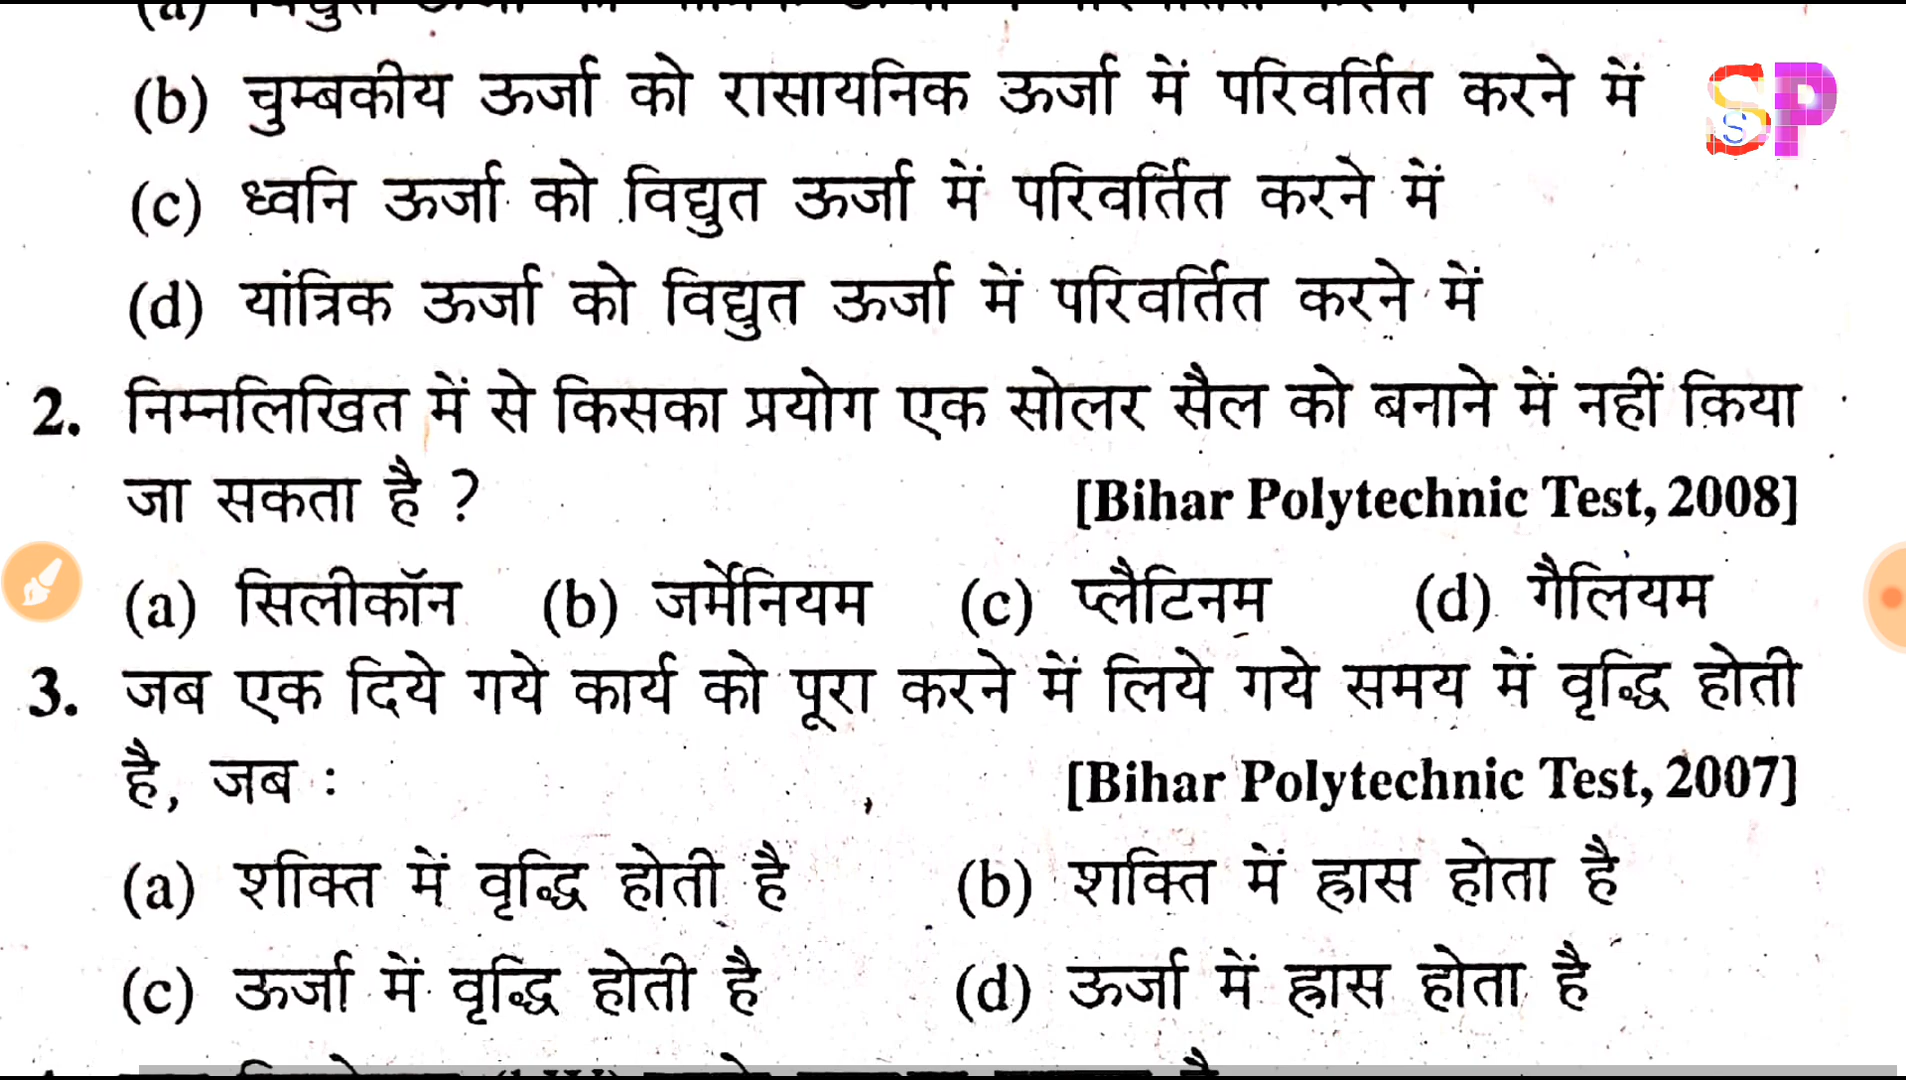 (b) चुम्बकीय ऊर्जा को रासायनिक ऊर्जा में परिवर्तित करने में
SP
S
(c) ध्वनि ऊर्जा को विद्युत ऊर्जा में परिवर्तित करने में
(d) यांत्रिक ऊर्जा को विद्युत ऊर्जा में परिवर्तित करने में
2. निम्नलिखित में से किसका प्रयोग एक सोलर सैल को बनाने में नहीं किया
जा सकता है ? [Bihar Polytechnic Test, 2008]
(a) सिलीकॉन (b) जर्मेनियम (c) प्लैटिनम (d) गैलियम
3. जब एक दिये गये कार्य को पूरा करने में लिये गये समय में वृद्धि होती
है, जब : [Bihar Polytechnic Test, 2007]
(a) शक्ति में वृद्धि होती है (b) शक्ति में ह्रास होता है
(c) ऊर्जा में वृद्धि होती है (d) ऊर्जा में ह्रास होता है